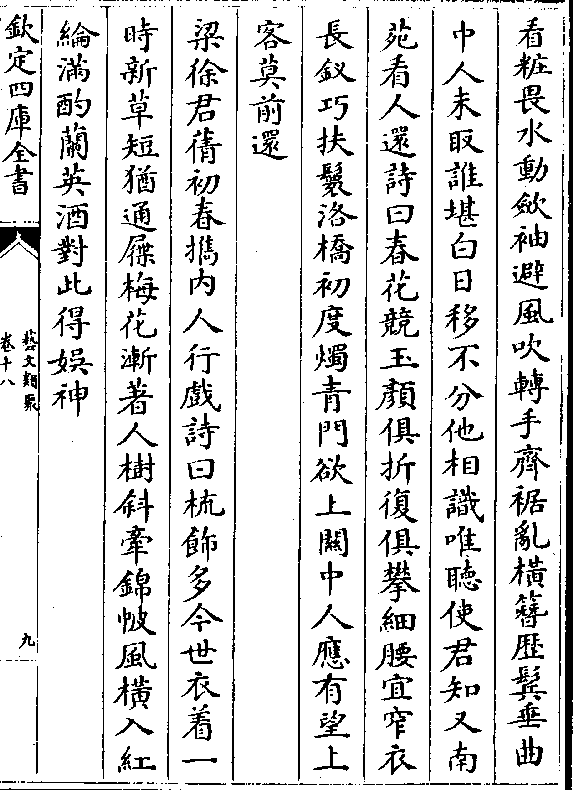 看粧畏水動斂袖避風吹轉手齊裾亂橫簪歴鬂垂曲
中人未取誰堪白日移不分他相識唯聴使君知又南
苑看人還詩曰春花競玉顔俱折復俱攀細腰宜窄衣
長釵巧扶鬟洛橋初度燭青門欲上闗中人應有望上
客莫前還
梁徐君蒨初春攜内人行戲詩曰梳飾多今世衣着一
時新草短猶通屧梅花漸著人樹斜牽錦帔風橫入紅
綸滿酌蘭英酒對此得娯神
欽定四庫全書
藝文類聚
卷十八
九